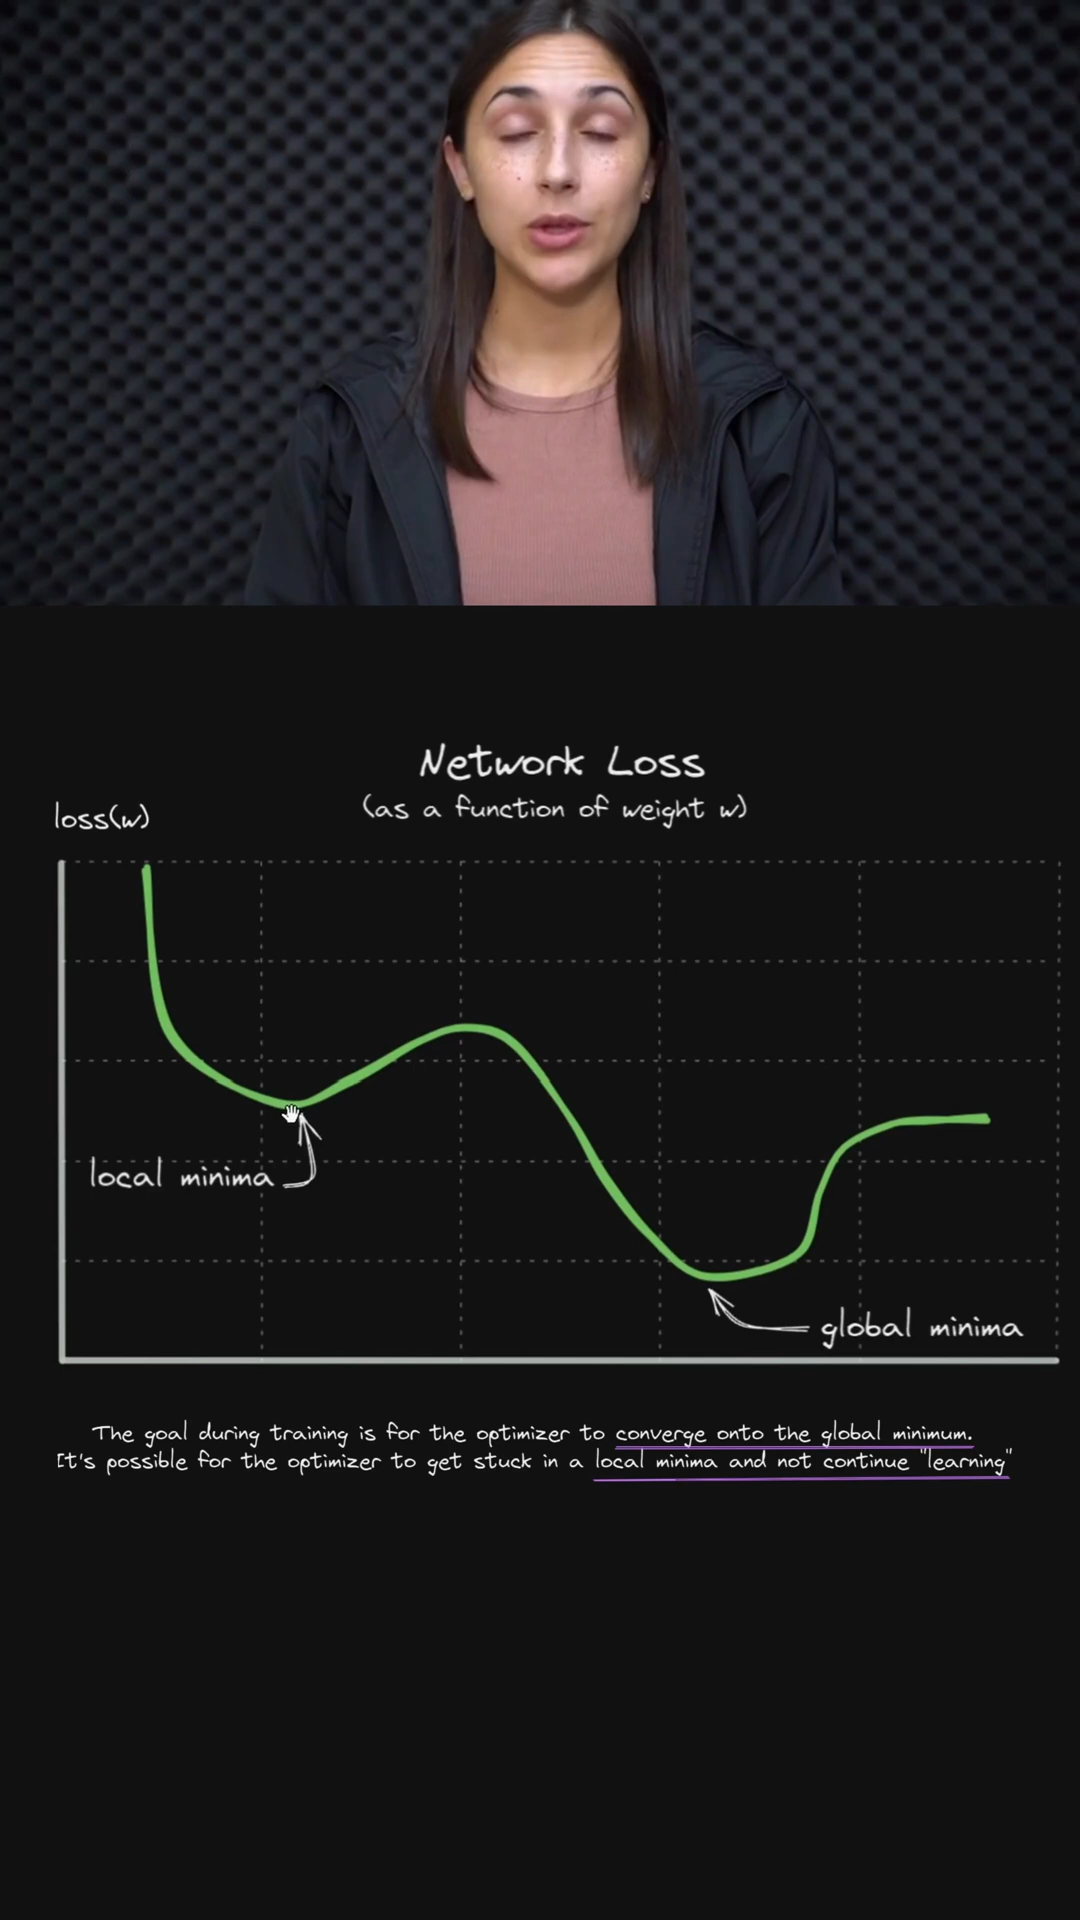 Network Loss
(as a function of weight w)
loss(w)
local minima
global minima
The goal during training is for the optimizer to converge onto the global minimum.
It's possible for the optimizer to get stuck in a local minima and not continue "learning"